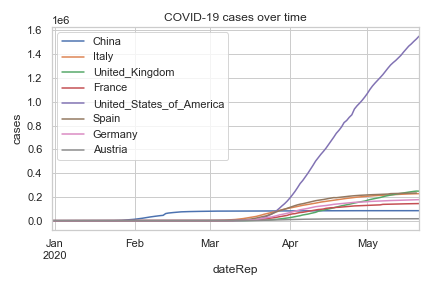 COVID-19 cases over time
1e6
1.6
1.4
1.2
1.0
0.8
0.6
0.4
0.2
0.0
cases
China
Italy
United_Kingdom
France
United_States_of_America
Spain
Germany
Austria
Jan Feb Mar Apr May
2020
dateRep